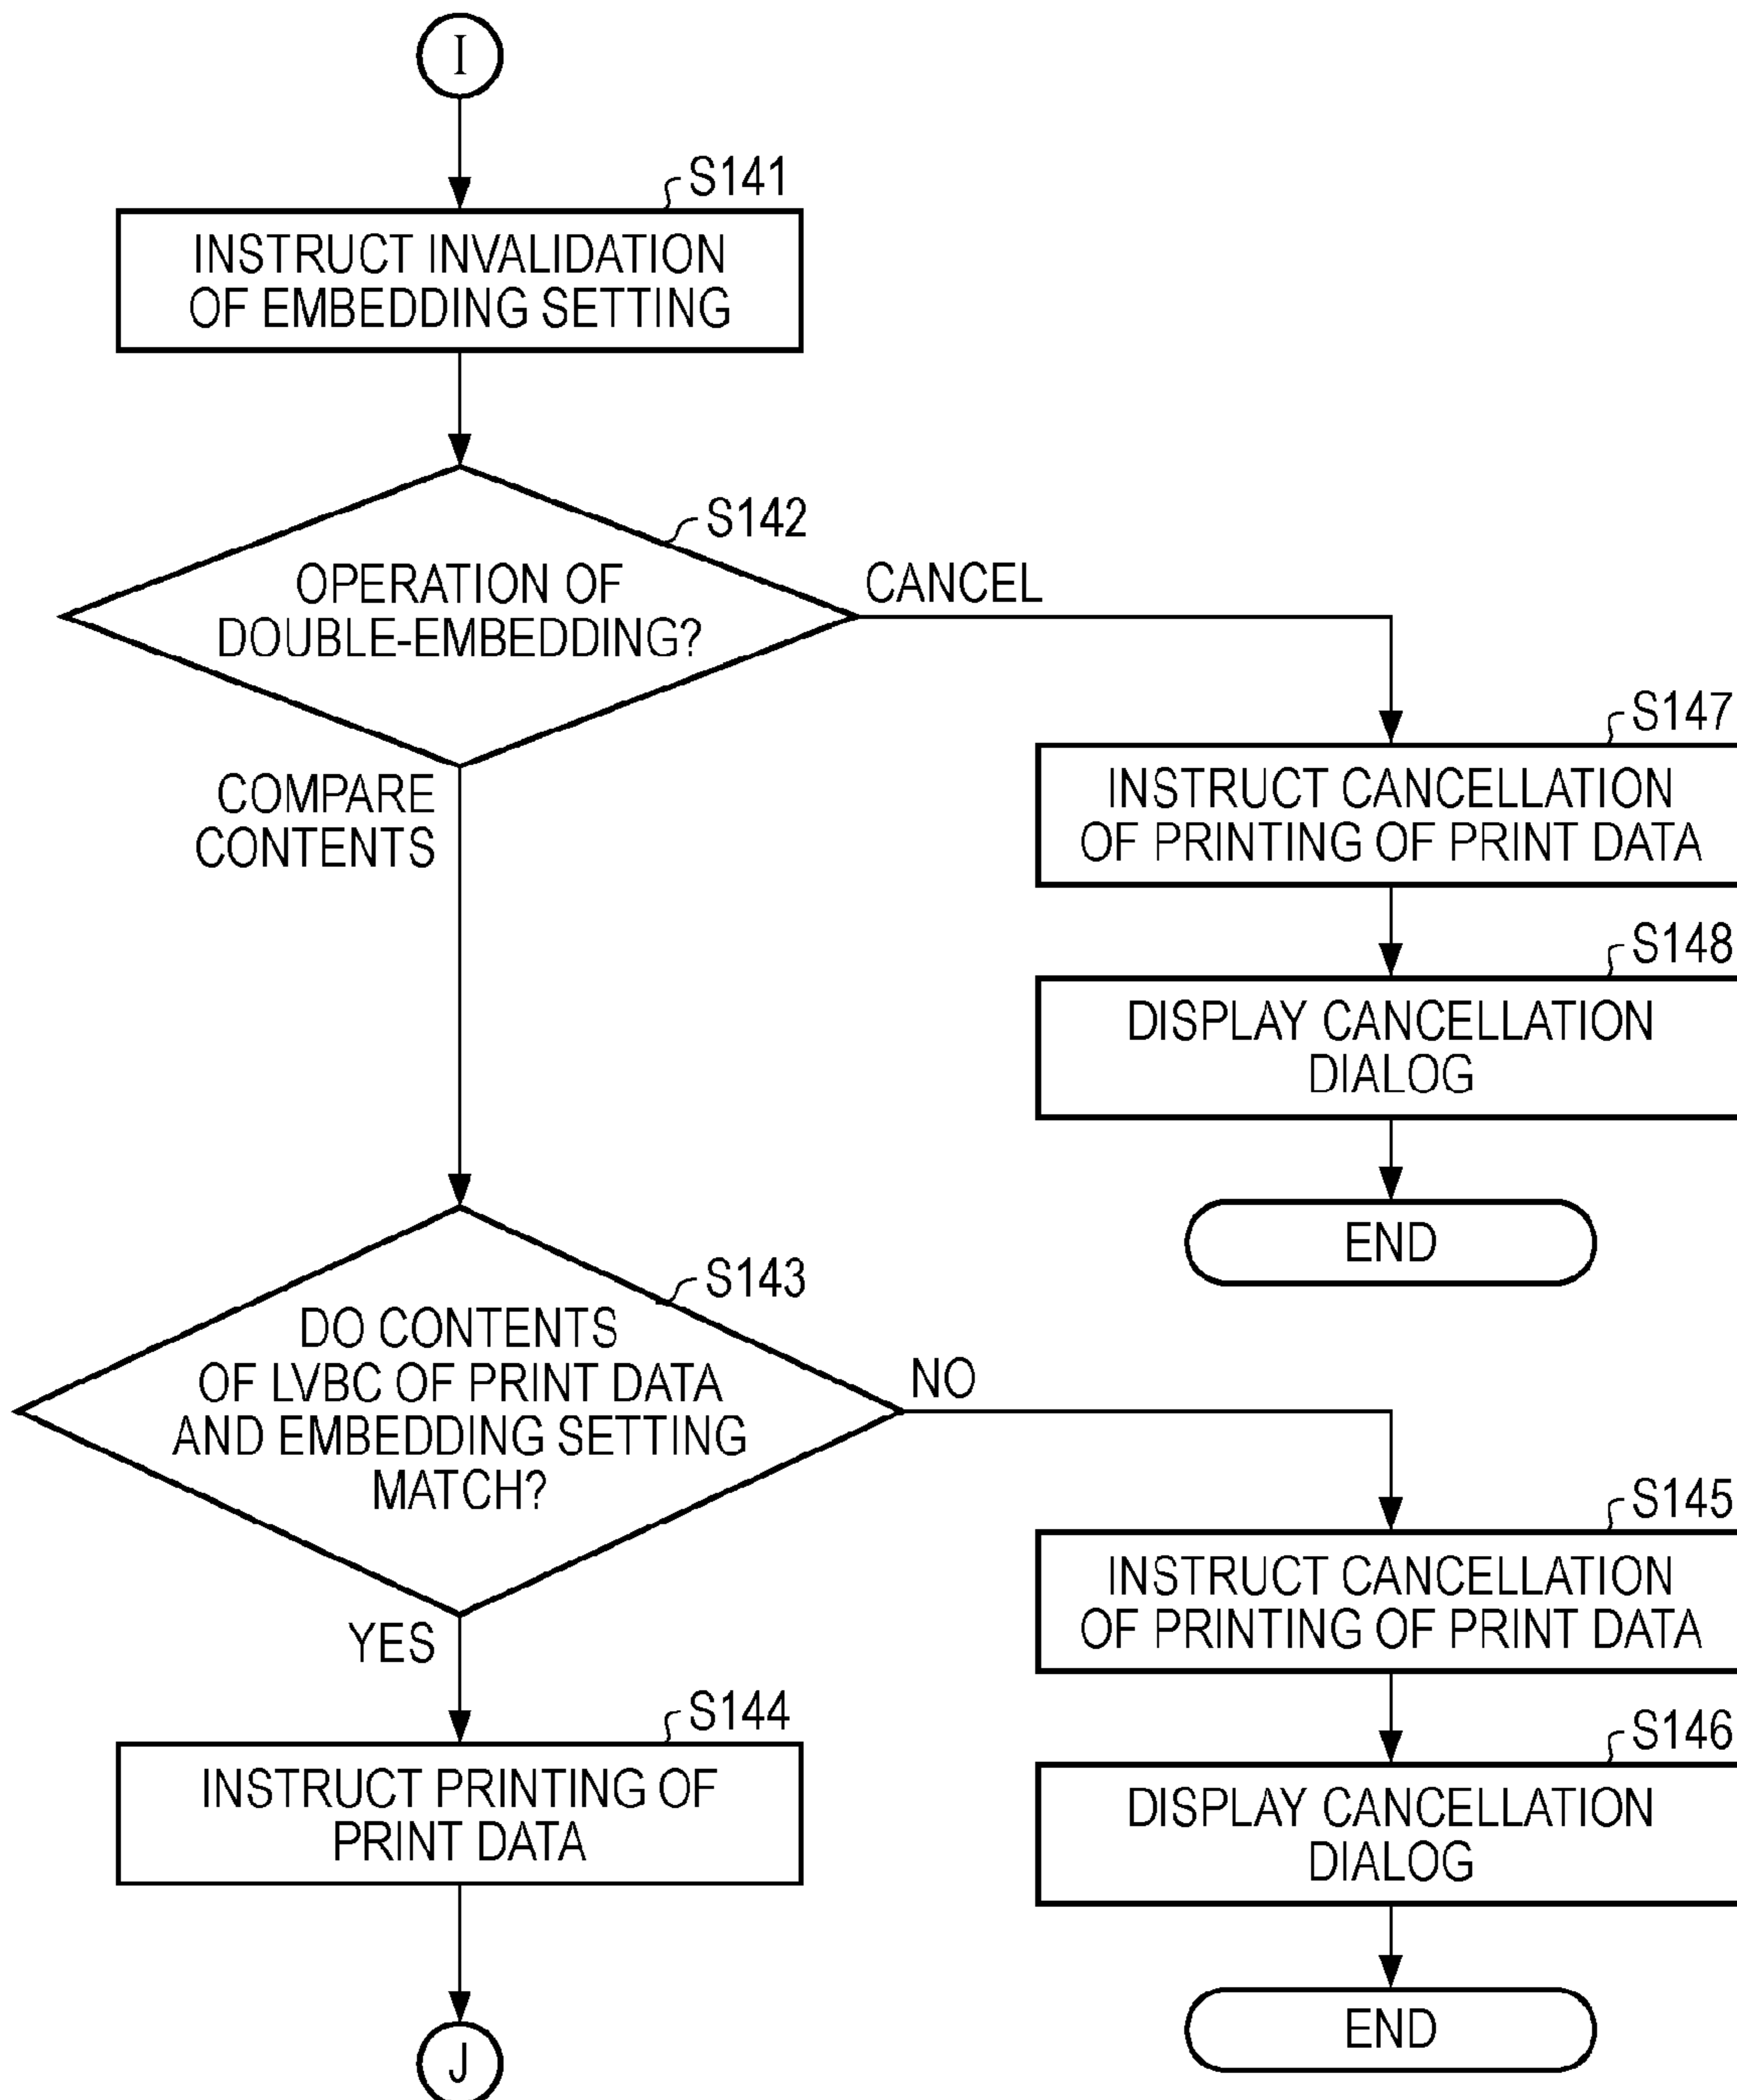 I
S141
INSTRUCT INVALIDATION
OF EMBEDDING SETTING
S142
OPERATION OF
DOUBLE-EMBEDDING?
CANCEL
COMPARE
CONTENTS
S147
INSTRUCT CANCELLATION
OF PRINTING OF PRINT DATA
S148
DISPLAY CANCELLATION
DIALOG
END
S143
DO CONTENTS
OF LVBC OF PRINT DATA
AND EMBEDDING SETTING
MATCH?
NO
YES
S145
INSTRUCT CANCELLATION
OF PRINTING OF PRINT DATA
S146
DISPLAY CANCELLATION
DIALOG
END
S144
INSTRUCT PRINTING OF
PRINT DATA
J